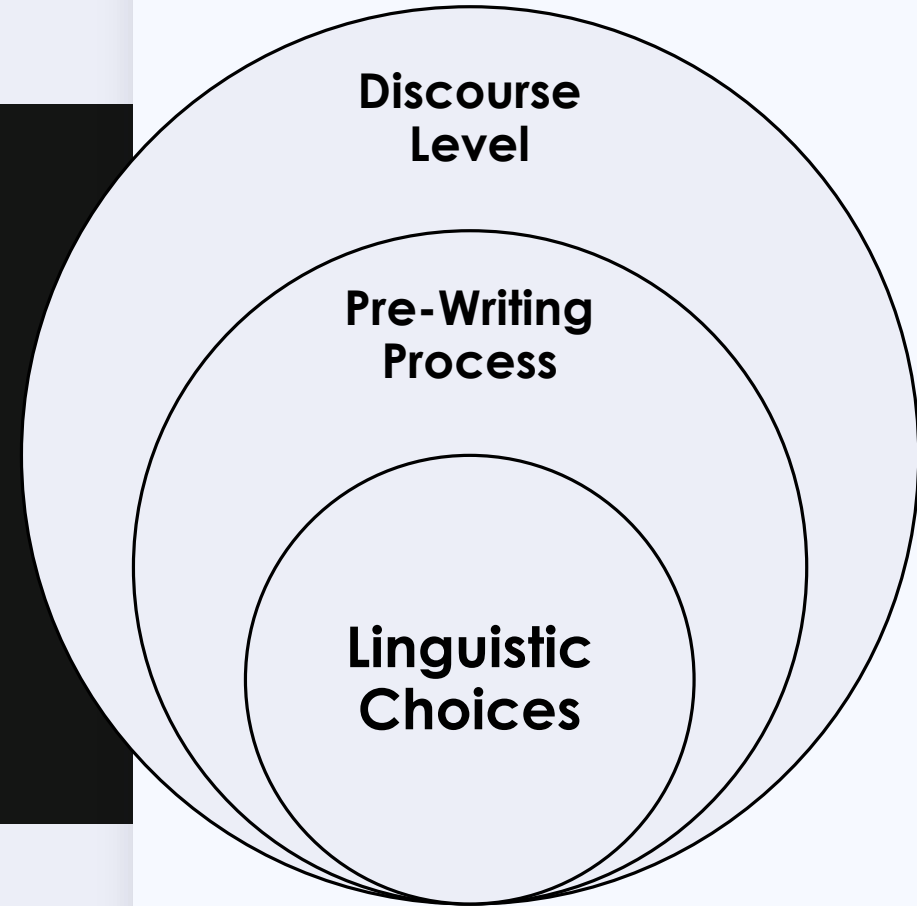 Discourse
Level
Pre-Writing
Process
Linguistic
Choices